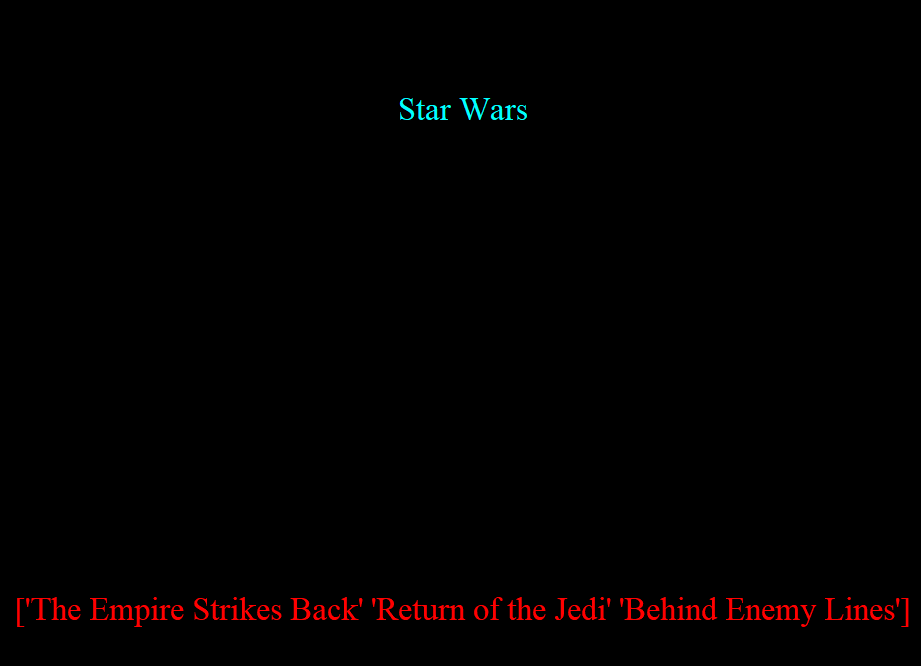 Star Wars
['The Empire Strikes Back' 'Return of the Jedi' 'Behind Enemy Lines']